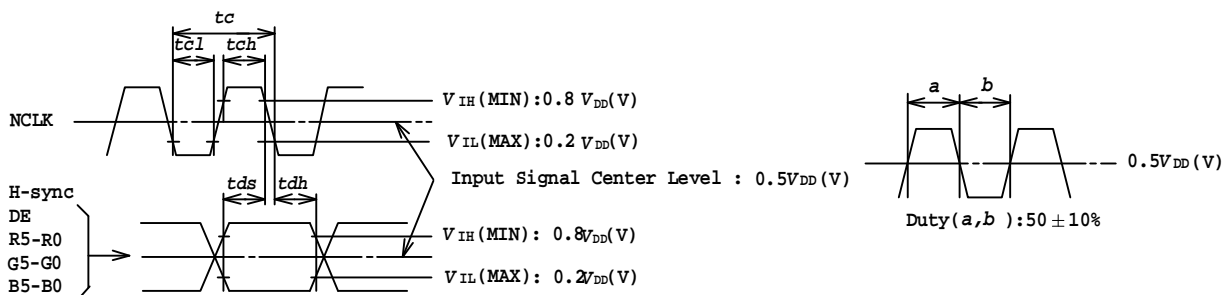 tc
tcl tch
NCLK
VIH(MIN):0.8 VDD(V)
VIL(MAX):0.2 VDD(V)
tds tdh
Input Signal Center Level : 0.5VDD(V)
H-sync
DE
R5-R0
G5-G0
B5-B0
VIH(MIN): 0.8VDD(V)
VIL(MAX): 0.2VDD(V)
a b
0.5VDD(V)
Duty(a,b ):50±10%